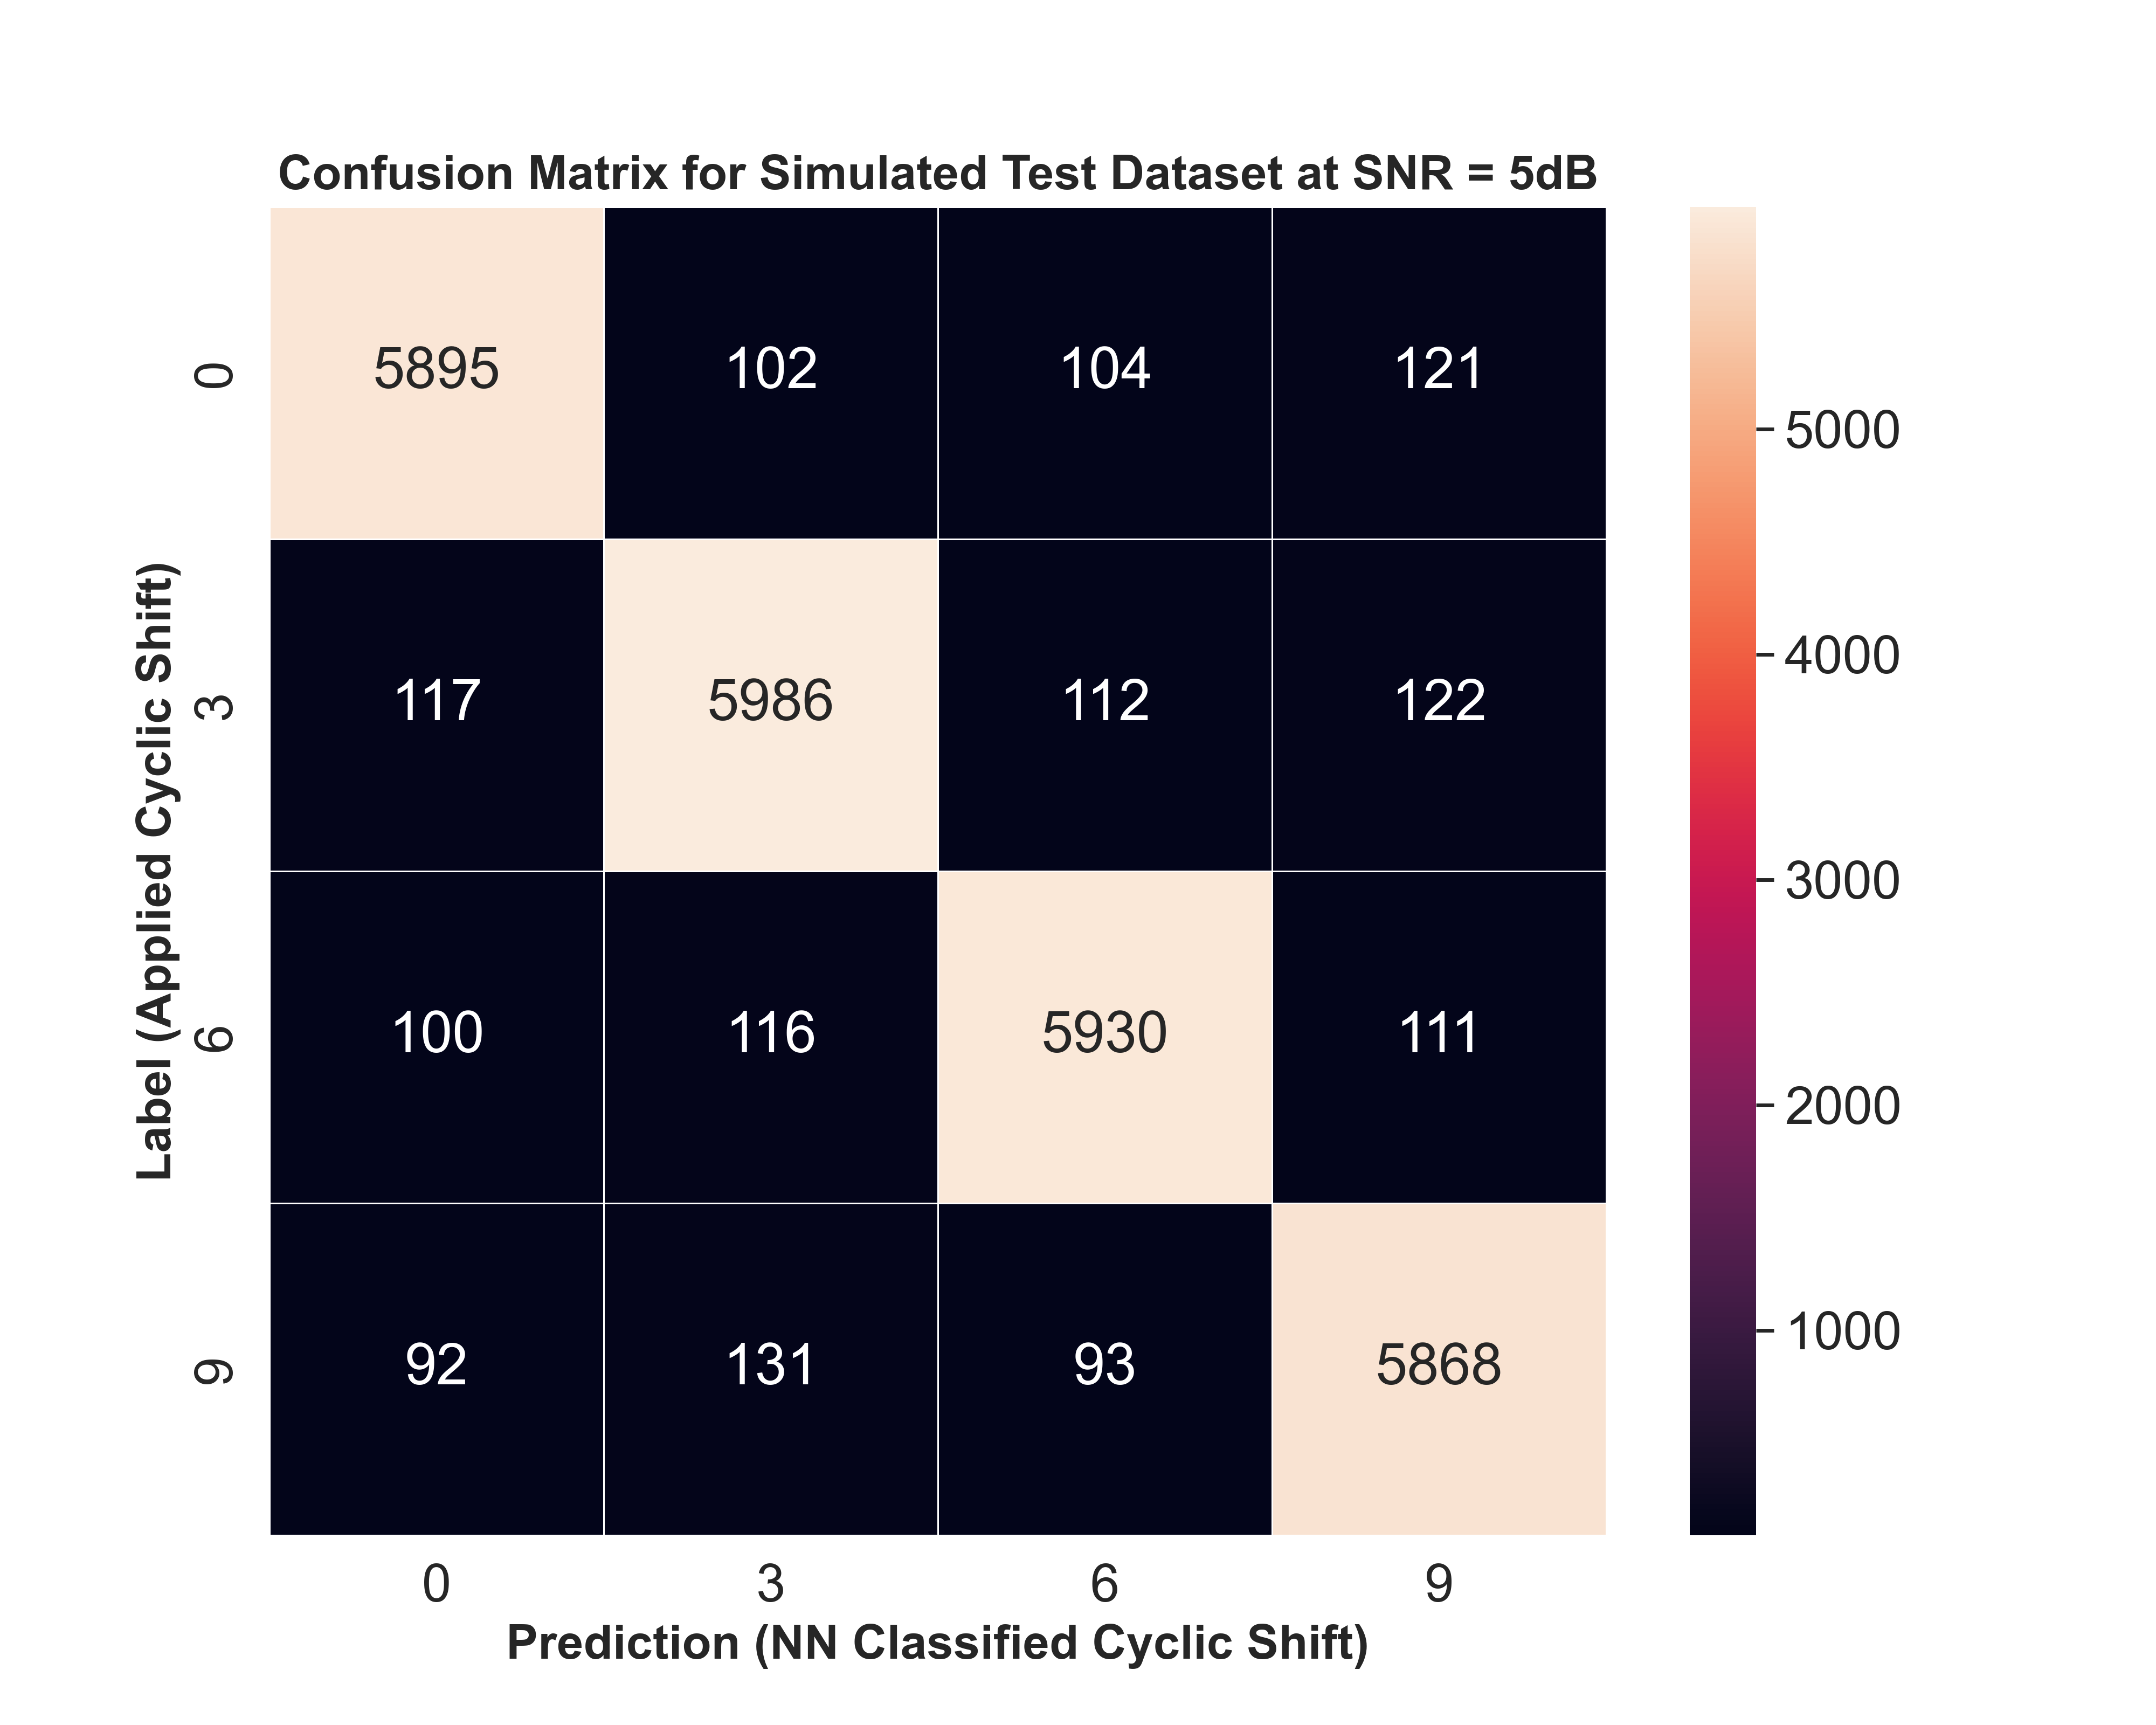 Confusion Matrix for Simulated Test Dataset at SNR = 5dB
Label (Applied Cyclic Shift)
0
5895 102 104 121
3
117 5986 112 122
6
100 116 5930 111
9
92 131 93 5868
0 3 6 9
Prediction (NN Classified Cyclic Shift)
5000
4000
3000
2000
1000